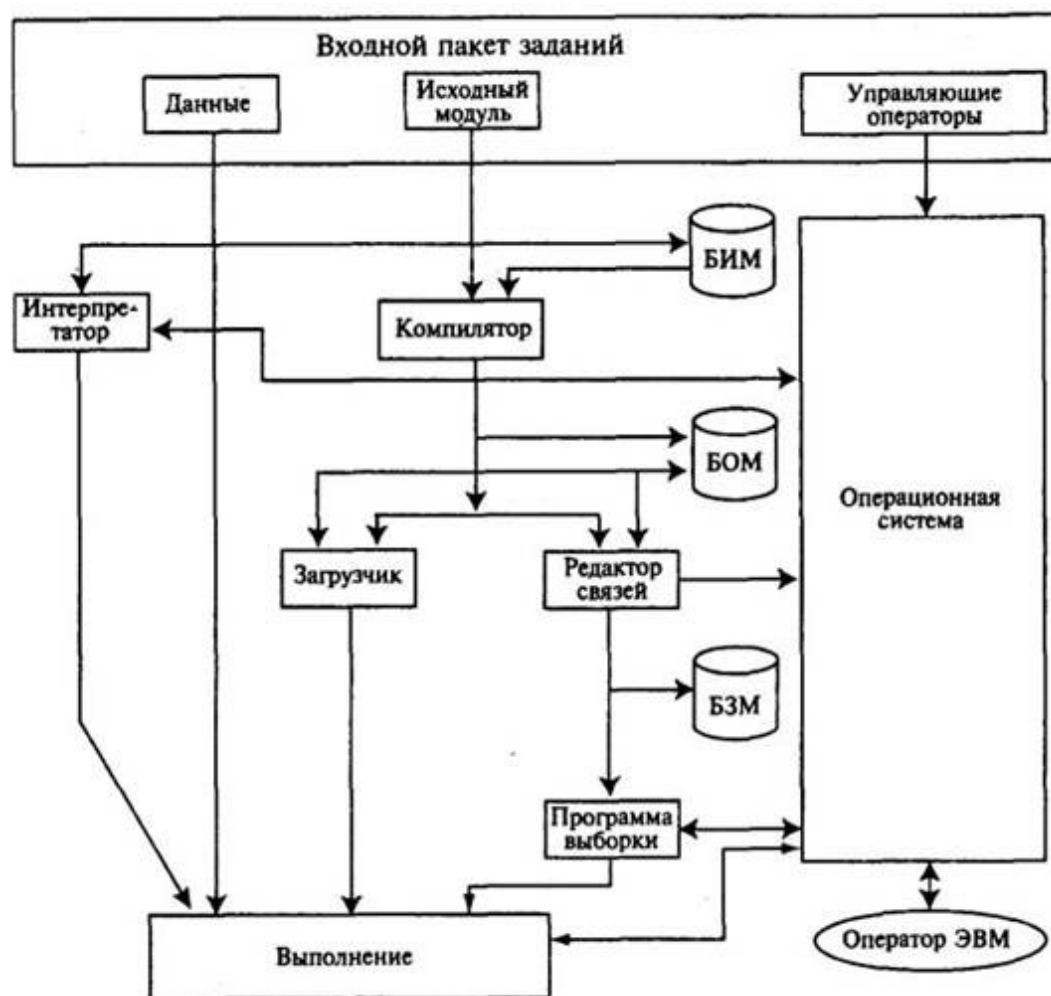 Входной пакет заданий
Данные
Исходный
модуль
Управляющие
операторы
БИМ
Интерпре-
татор
Компилятор
БОМ
Операционная
система
Загрузчик
Редактор
связей
БЗМ
Программа
выборки
Выполнение
Оператор ЭВМ